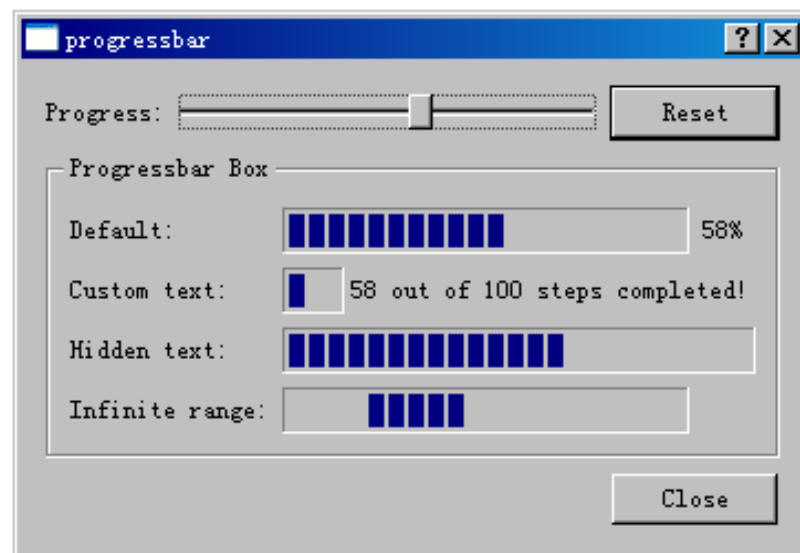 progressbar
Progress: Reset
Progressbar Box
Default: 58%
Custom text: 58 out of 100 steps completed!
Hidden text:
Infinite range:
Close